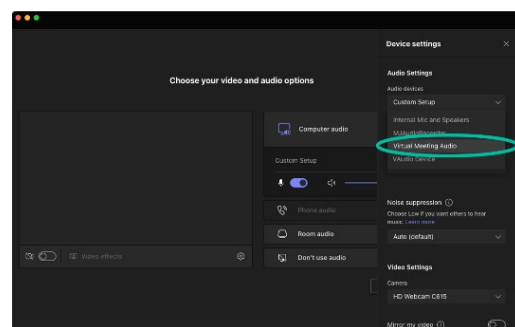 Device settings
Choose your video and audio options
Audio Settings
Audio devices
Custom Setup
Internal Mic and Speakers
MJAudioRecorder
Virtual Meeting Audio
VAudio Device
Computer audio
Custom Setup
Phone audio
Room audio
Don't use audio
Video effects
Noise suppression
Choose Low if you want others to hear
music. Learn more
Auto (default)
Video Settings
Camera
HD Webcam C615
Mirror my video